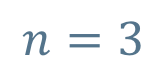 n = 3